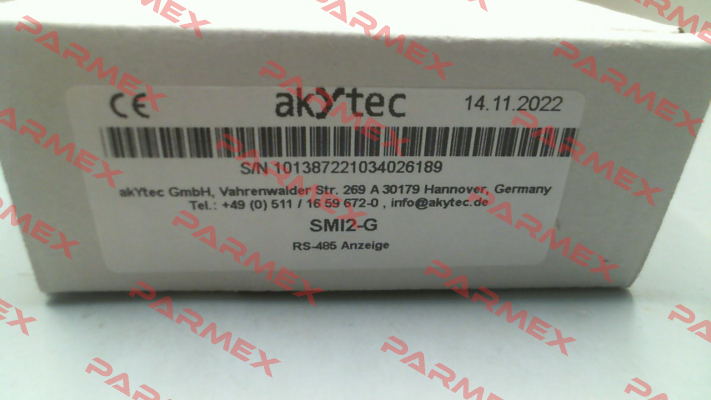 CE akYtec 14.11.2022
S/N 101387221034026189
akYtec GmbH, Vahrenwalder Str. 269 A 30179 Hannover, Germany
Tel.: +49 (0) 511 / 16 59 672-0 , info@akytec.de
SMI2-G
RS-485 Anzeige
PARMEX